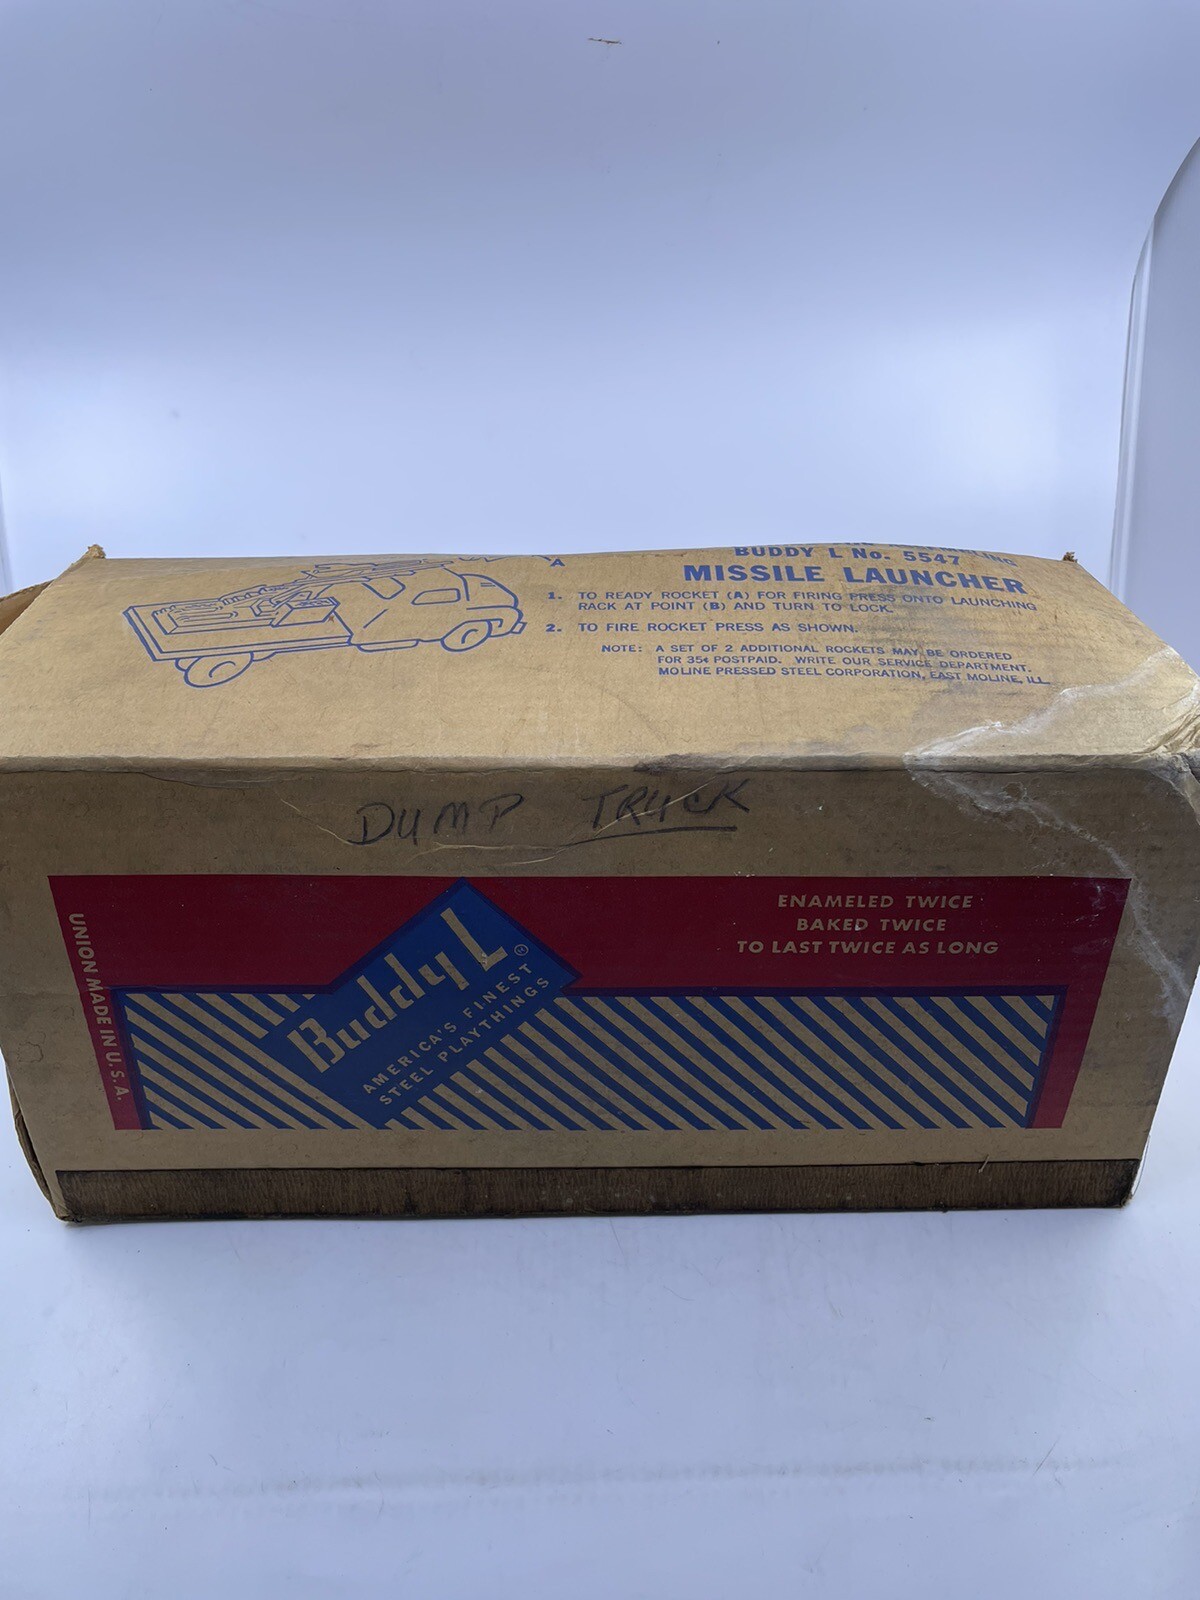 BUDDY L No. 5547
MISSILE LAUNCHER
A
1. TO READY ROCKET (A) FOR FIRING PRESS ONTO LAUNCHING
RACK AT POINT (B) AND TURN TO LOCK.
2. TO FIRE ROCKET PRESS AS SHOWN.
NOTE: A SET OF 2 ADDITIONAL ROCKETS MAY BE ORDERED
FOR 35¢ POSTPAID. WRITE OUR SERVICE DEPARTMENT.
MOLINE PRESSED STEEL CORPORATION, EAST MOLINE, ILL.
DUMP TRUCK
ENAMELED TWICE
BAKED TWICE
TO LAST TWICE AS LONG
UNION MADE IN U.S.A.
Buddy L ®
AMERICA'S FINEST
STEEL PLAYTHINGS